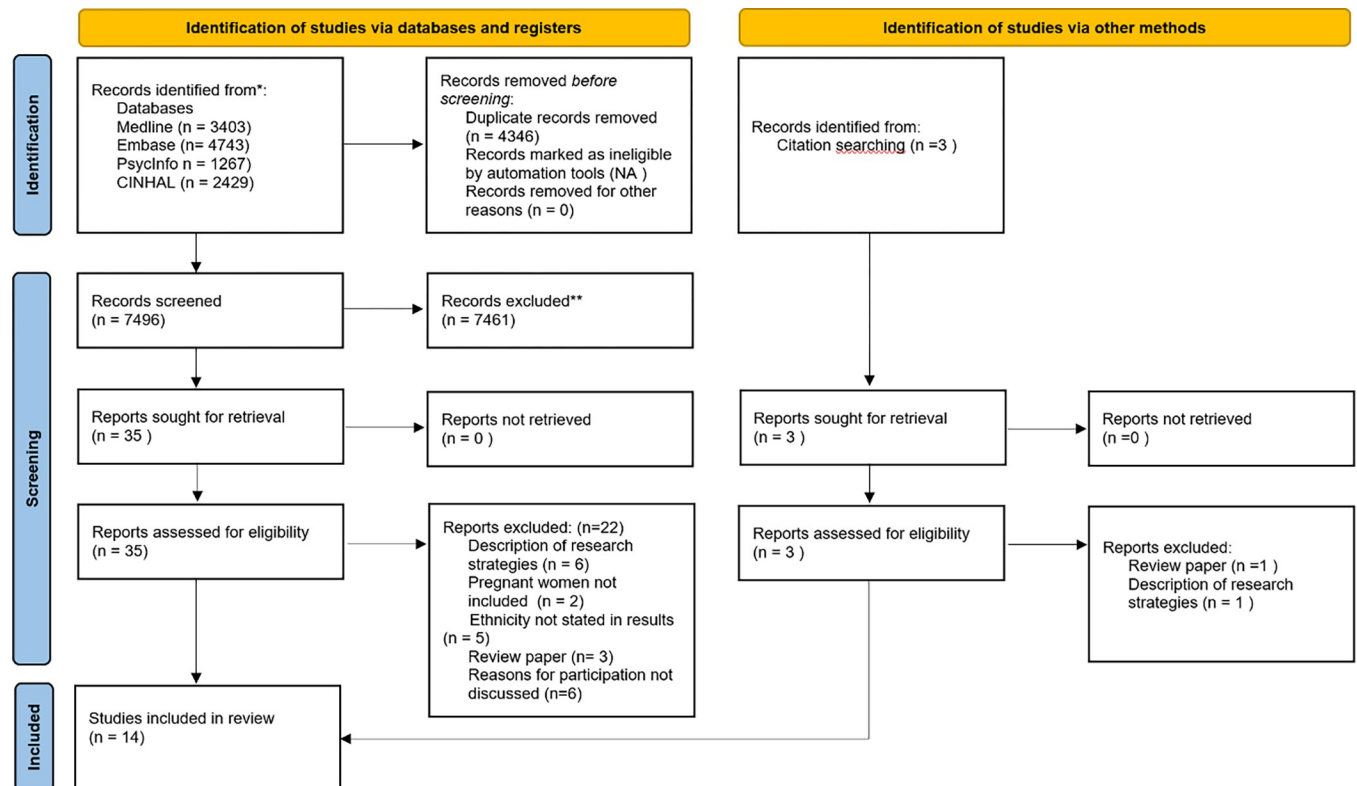 Identification of studies via databases and registers
Identification of studies via other methods
Identification
Records identified from*:
Databases
Medline (n = 3403)
Embase (n= 4743)
PsycInfo n = 1267)
CINHAL (n = 2429)
Records removed before
screening:
Duplicate records removed
(n = 4346)
Records marked as ineligible
by automation tools (NA )
Records removed for other
reasons (n = 0)
Records identified from:
Citation searching (n =3 )
Screening
Records screened
(n = 7496)
Records excluded**
(n = 7461)
Reports sought for retrieval
(n = 35 )
Reports not retrieved
(n = 0 )
Reports sought for retrieval
(n = 3 )
Reports not retrieved
(n =0 )
Reports assessed for eligibility
(n = 35)
Reports excluded: (n=22)
Description of research
strategies (n = 6)
Pregnant women not
included (n = 2)
Ethnicity not stated in results
(n = 5)
Review paper (n= 3)
Reasons for participation not
discussed (n=6)
Reports assessed for eligibility
(n = 3 )
Reports excluded:
Review paper (n =1 )
Description of research
strategies (n = 1 )
Included
Studies included in review
(n = 14)